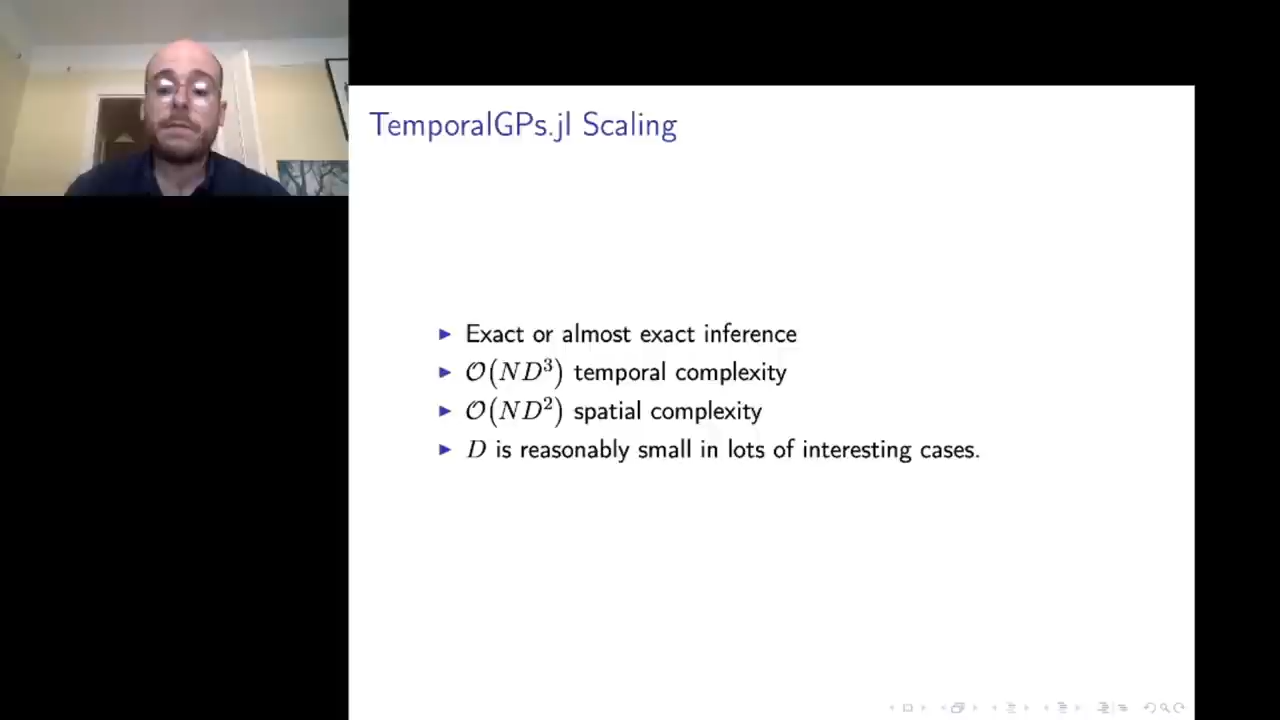 TemporalGPs.jl Scaling
▶ Exact or almost exact inference
▶ 𝒪(ND³) temporal complexity
▶ 𝒪(ND²) spatial complexity
▶ D is reasonably small in lots of interesting cases.